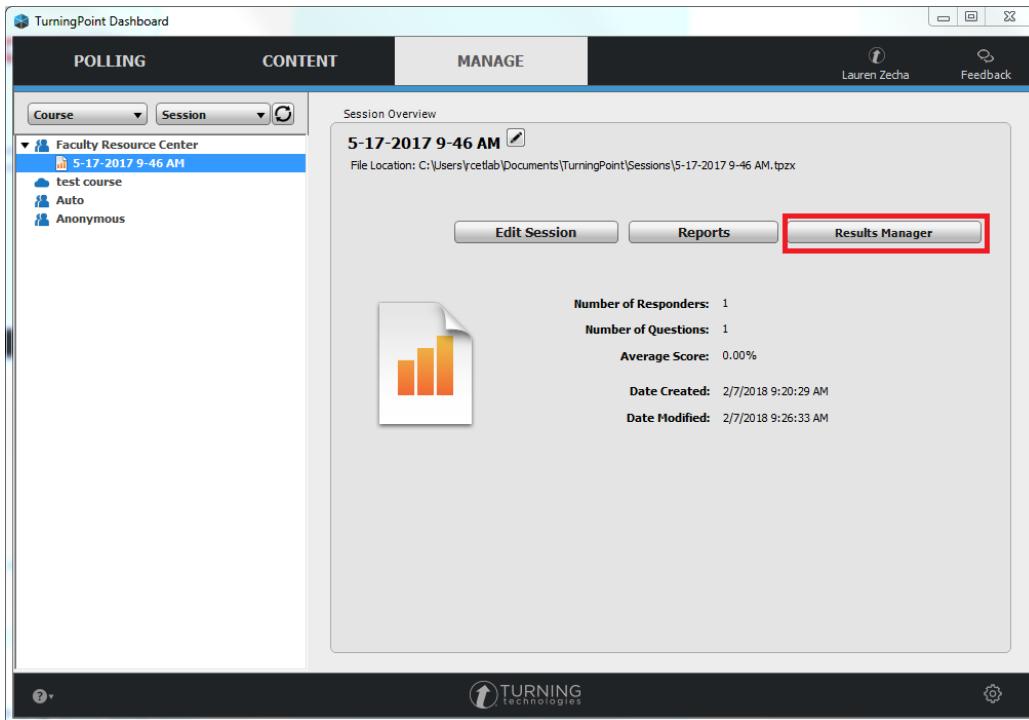 TurningPoint Dashboard
POLLING CONTENT MANAGE
Lauren Zecha Feedback
Course Session
Faculty Resource Center
5-17-2017 9-46 AM
test course
Auto
Anonymous
Session Overview
5-17-2017 9-46 AM
File Location: C:\Users\rcetlab\Documents\TurningPoint\Sessions\5-17-2017 9-46 AM.tpzx
Edit Session Reports Results Manager
Number of Responders: 1
Number of Questions: 1
Average Score: 0.00%
Date Created: 2/7/2018 9:20:29 AM
Date Modified: 2/7/2018 9:26:33 AM
TURNING
technologies